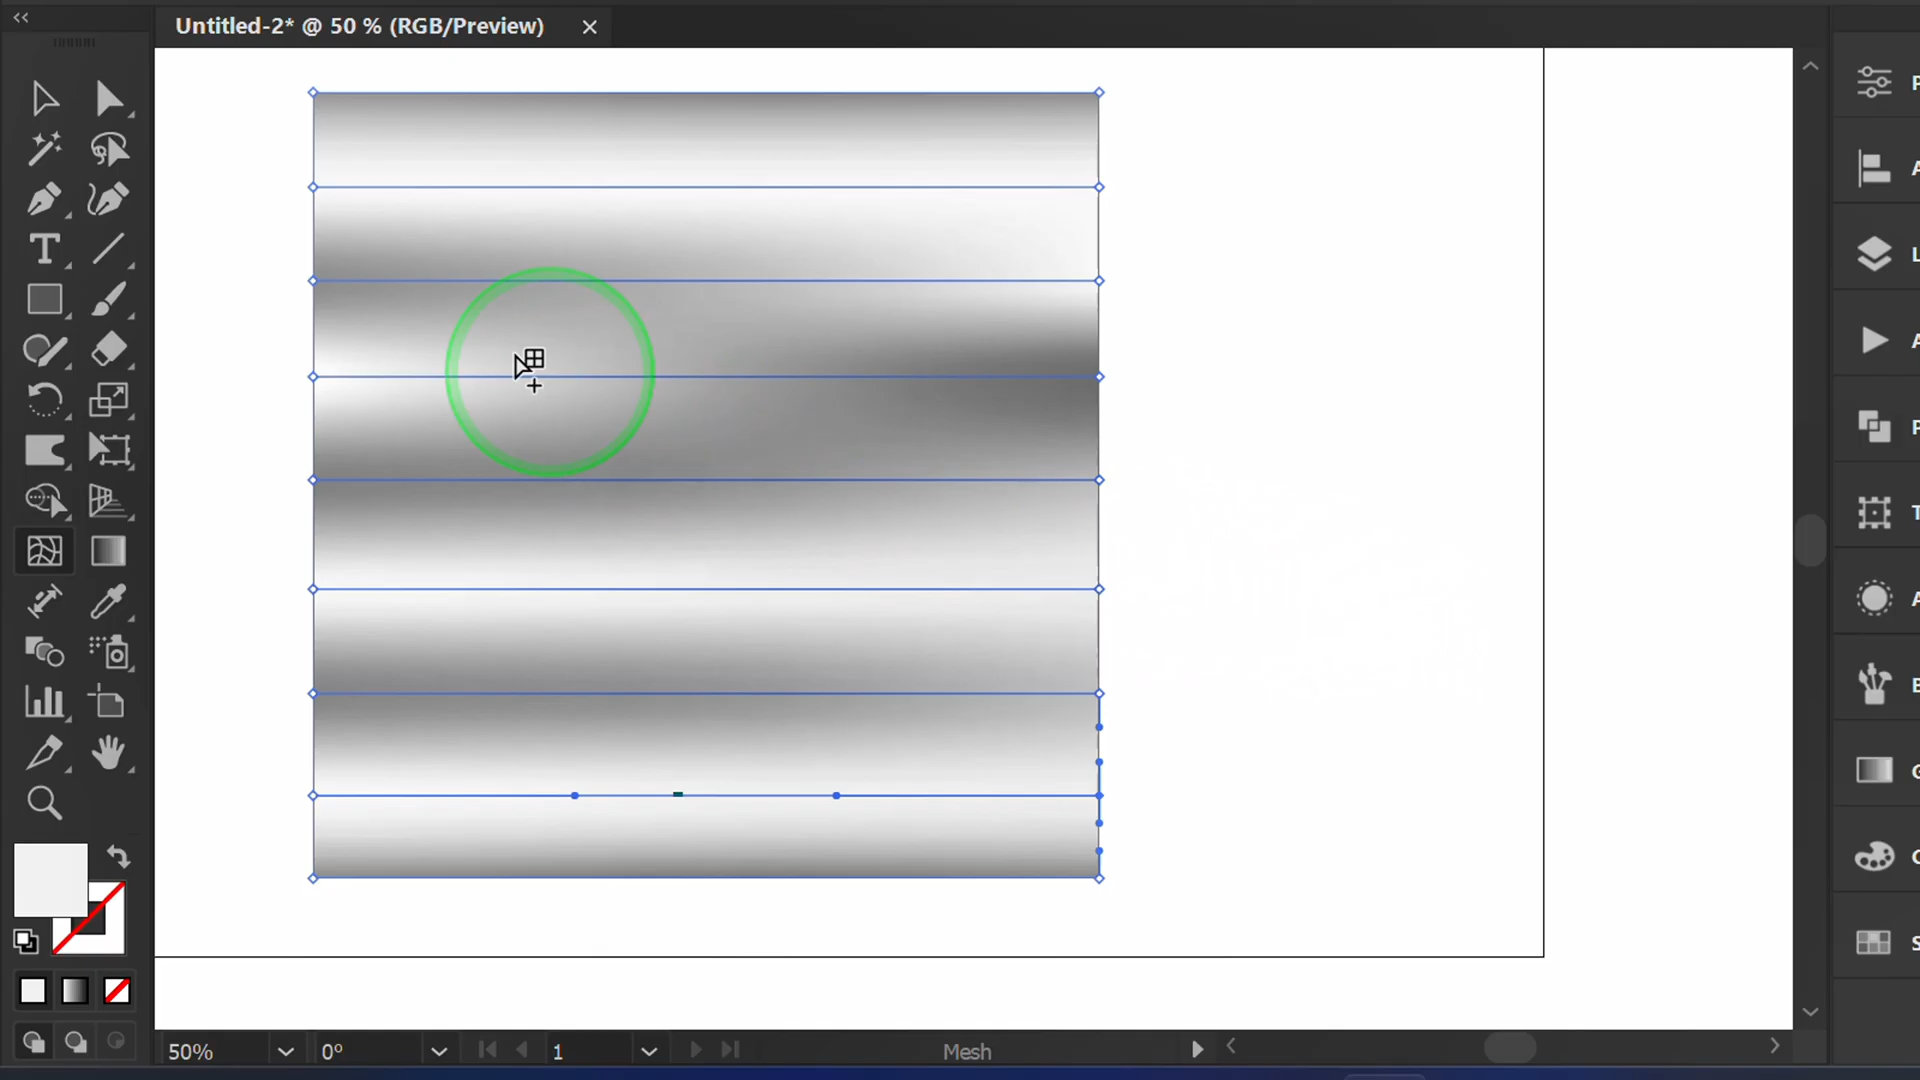 Untitled-2* @ 50 % (RGB/Preview)
P
A
L
A
P
T
A
B
G
C
S
50%
0°
1
Mesh